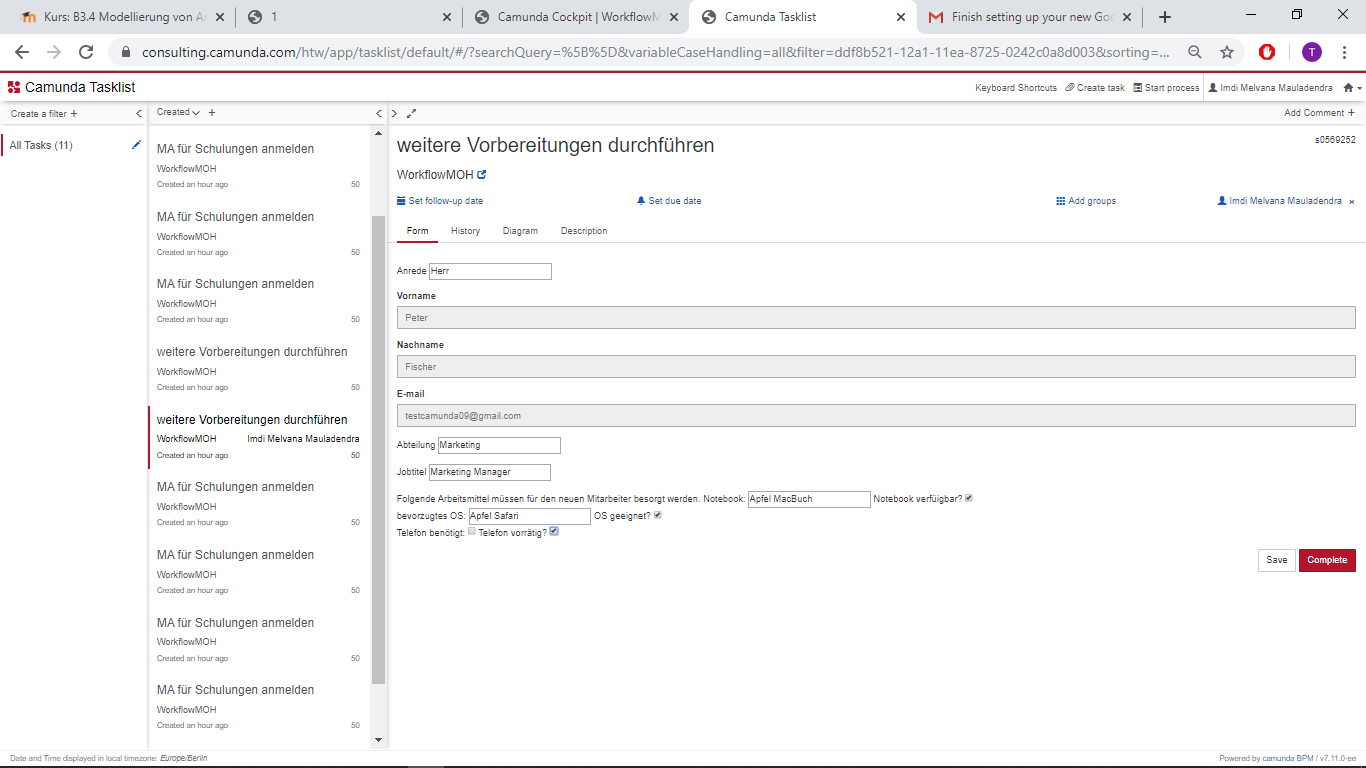 Kurs: B3.4 Modellierung von A
1
Camunda Cockpit | WorkflowM
Camunda Tasklist
Finish setting up your new Goo
consulting.camunda.com/htw/app/tasklist/default/#/?searchQuery=%5B%5D&variableCaseHandling=all&filter=ddf8b521-12a1-11ea-8725-0242c0a8d003&sorting=...
T
Camunda Tasklist
Keyboard Shortcuts
Create task
Start process
Imdi Melvana Mauladendra
Create a filter +
All Tasks (11)
Created
MA für Schulungen anmelden
WorkflowMOH
Created an hour ago 50
MA für Schulungen anmelden
WorkflowMOH
Created an hour ago 50
MA für Schulungen anmelden
WorkflowMOH
Created an hour ago 50
weitere Vorbereitungen durchführen
WorkflowMOH
Created an hour ago 50
weitere Vorbereitungen durchführen
WorkflowMOH Imdi Melvana Mauladendra
Created an hour ago 50
MA für Schulungen anmelden
WorkflowMOH
Created an hour ago 50
MA für Schulungen anmelden
WorkflowMOH
Created an hour ago 50
MA für Schulungen anmelden
WorkflowMOH
Created an hour ago 50
MA für Schulungen anmelden
WorkflowMOH
Created an hour ago 50
Add Comment +
weitere Vorbereitungen durchführen
s0569252
WorkflowMOH
Set follow-up date
Set due date
Add groups
Imdi Melvana Mauladendra ×
Form History Diagram Description
Anrede Herr
Vorname
Peter
Nachname
Fischer
E-mail
testcamunda09@gmail.com
Abteilung Marketing
Jobtitel Marketing Manager
Folgende Arbeitsmittel müssen für den neuen Mitarbeiter besorgt werden. Notebook: Apfel MacBuch Notebook verfügbar?
bevorzugtes OS: Apfel Safari OS geeignet?
Telefon benötigt: Telefon vorrätig?
Save Complete
Date and Time displayed in local timezone: Europe/Berlin
Powered by camunda BPM / v7.11.0-ee